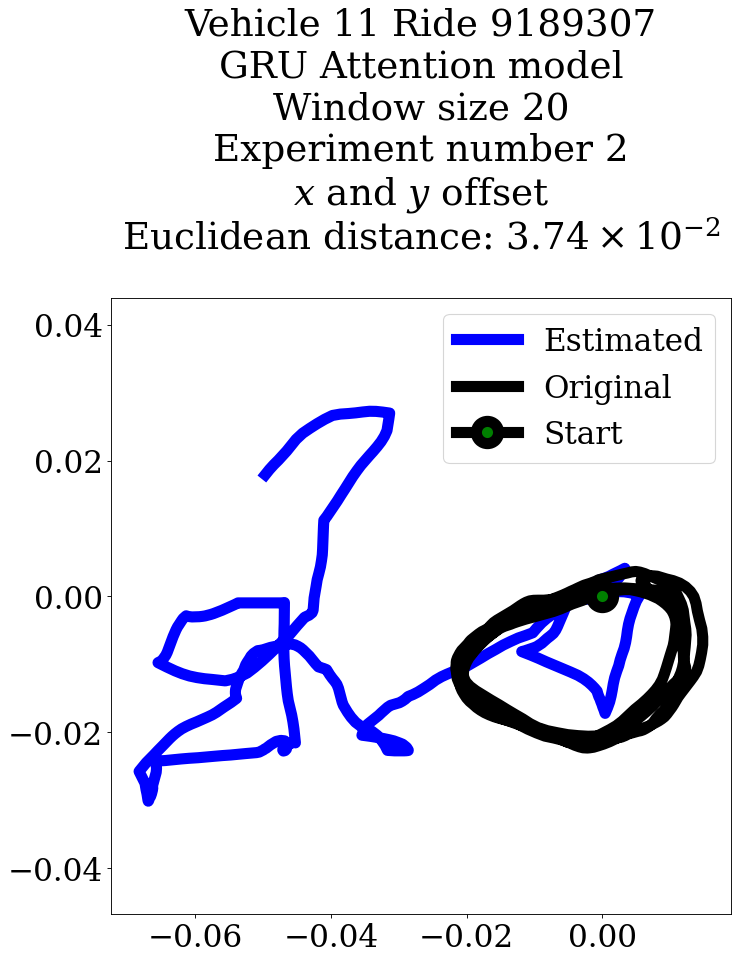 Vehicle 11 Ride 9189307
GRU Attention model
Window size 20
Experiment number 2
x and y offset
Euclidean distance: 3.74 × 10⁻²
Estimated
Original
Start
0.04
0.02
0.00
−0.02
−0.04
−0.06 −0.04 −0.02 0.00